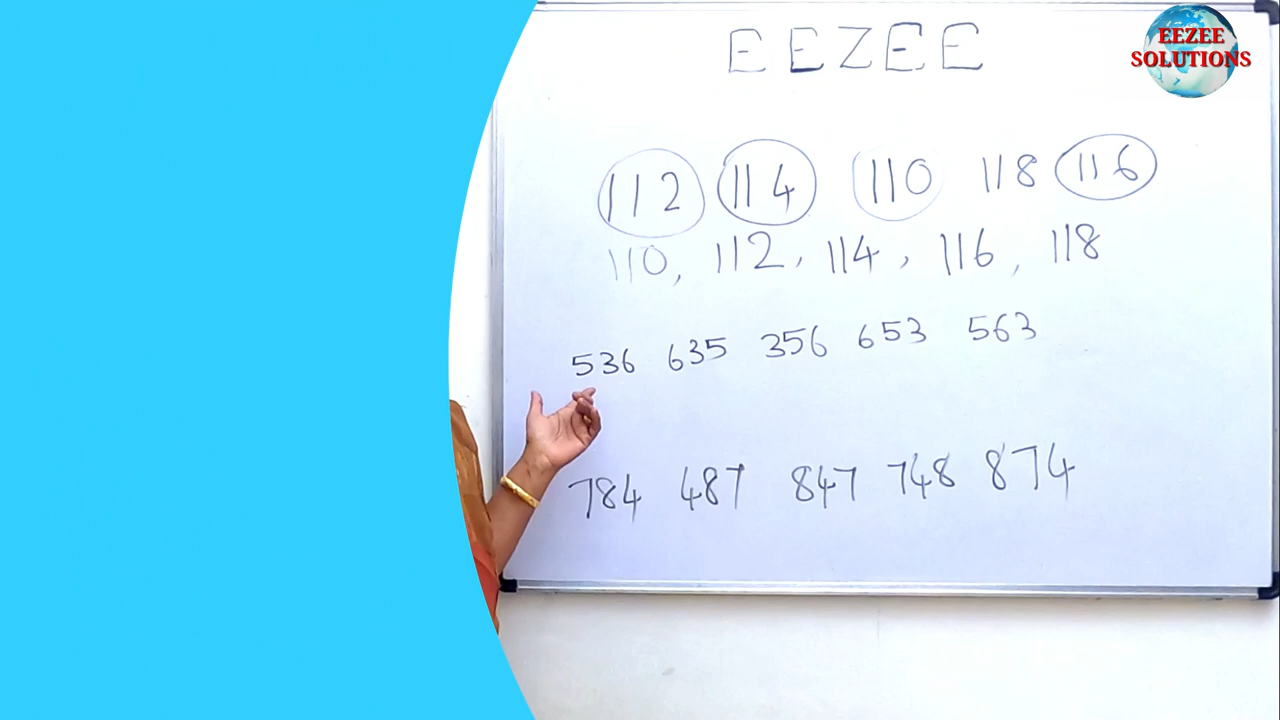 EEZEE
EEZEE
SOLUTIONS
112 114 110 118 116
110, 112, 114, 116, 118
536 635 356 653 563
784 487 847 748 874